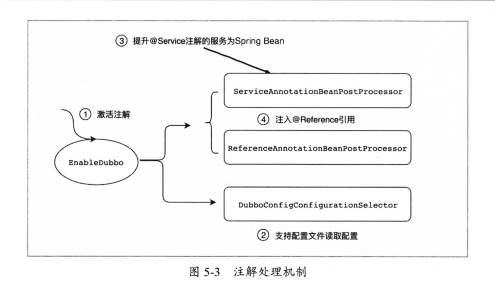 ③ 提升@Service注解的服务为Spring Bean
ServiceAnnotationBeanPostProcessor
① 激活注解
④ 注入@Reference引用
EnableDubbo
ReferenceAnnotationBeanPostProcessor
DubboConfigConfigurationSelector
② 支持配置文件读取配置
图 5-3 注解处理机制